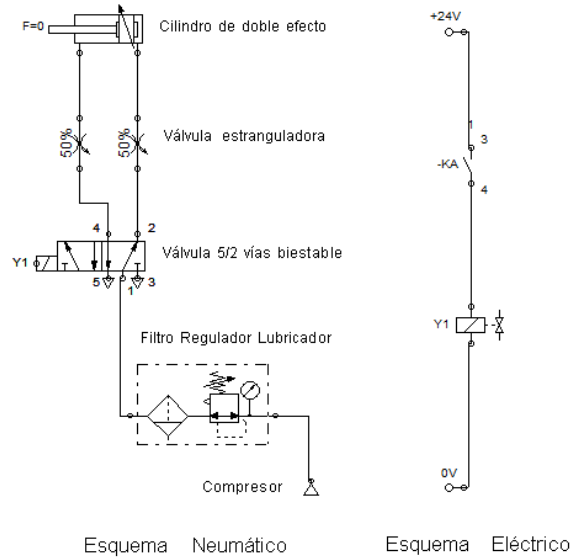 +24V
F=0
Cilindro de doble efecto
50%
50%
Válvula estranguladora
1
3
-KA
4
4
2
Válvula 5/2 vías biestable
Y1
5
1
3
Y1
Filtro Regulador Lubricador
Compresor
0V
Esquema Neumático
Esquema Eléctrico